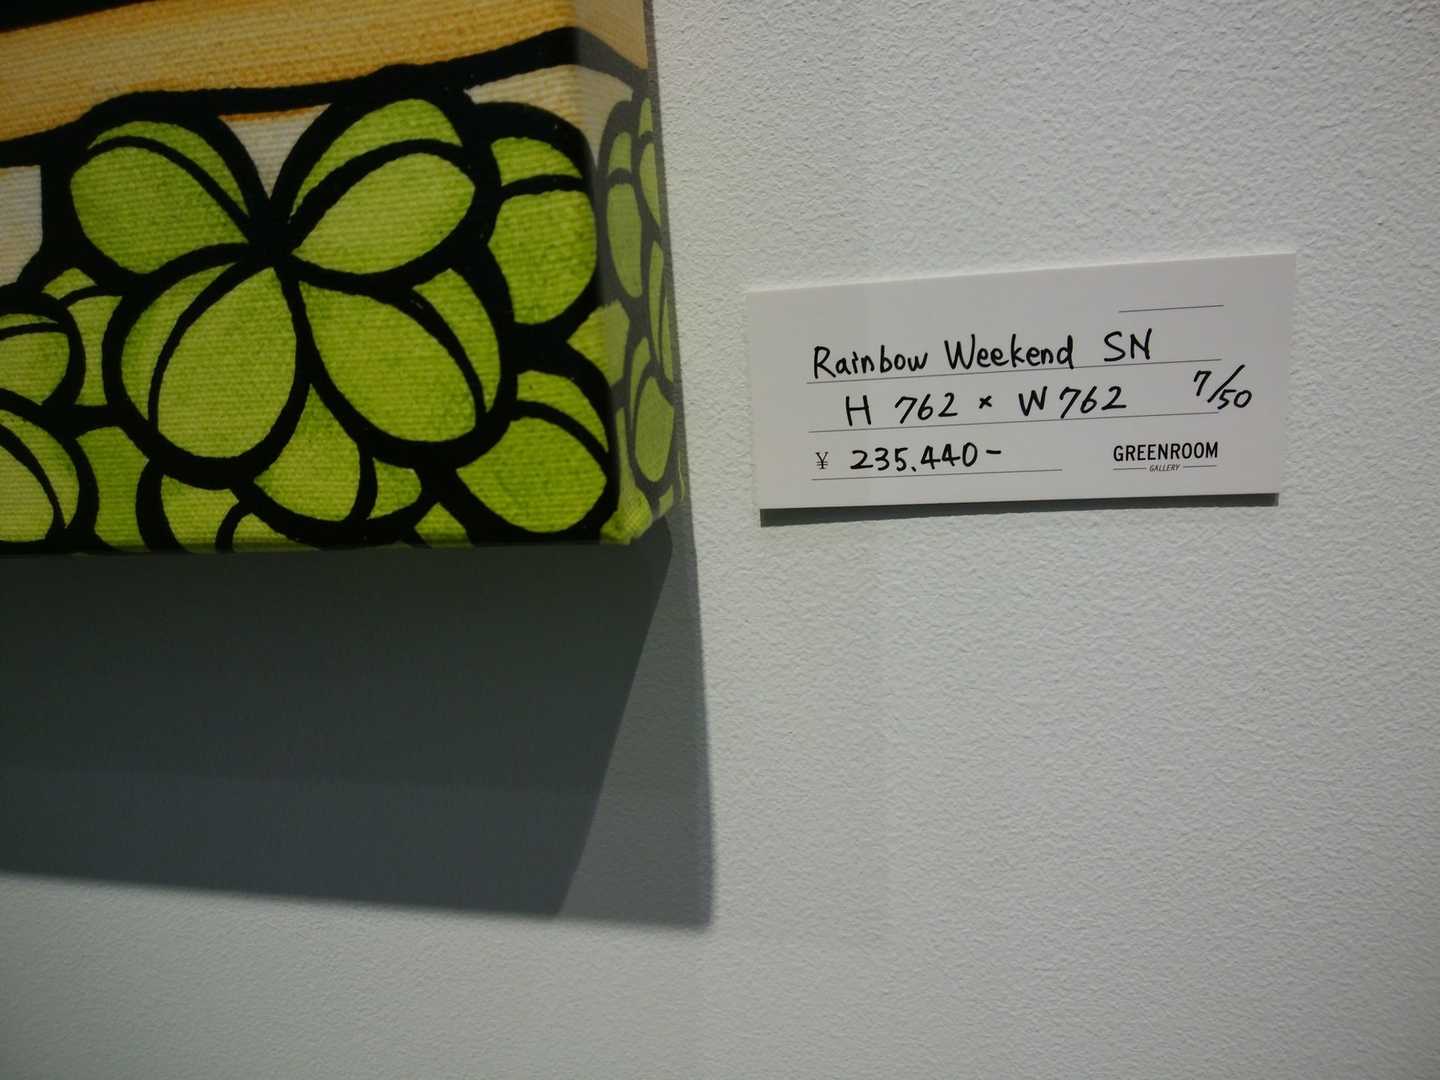 Rainbow Weekend SN
H 762 × W 762 7/50
¥ 235.440-
GREENROOM
GALLERY